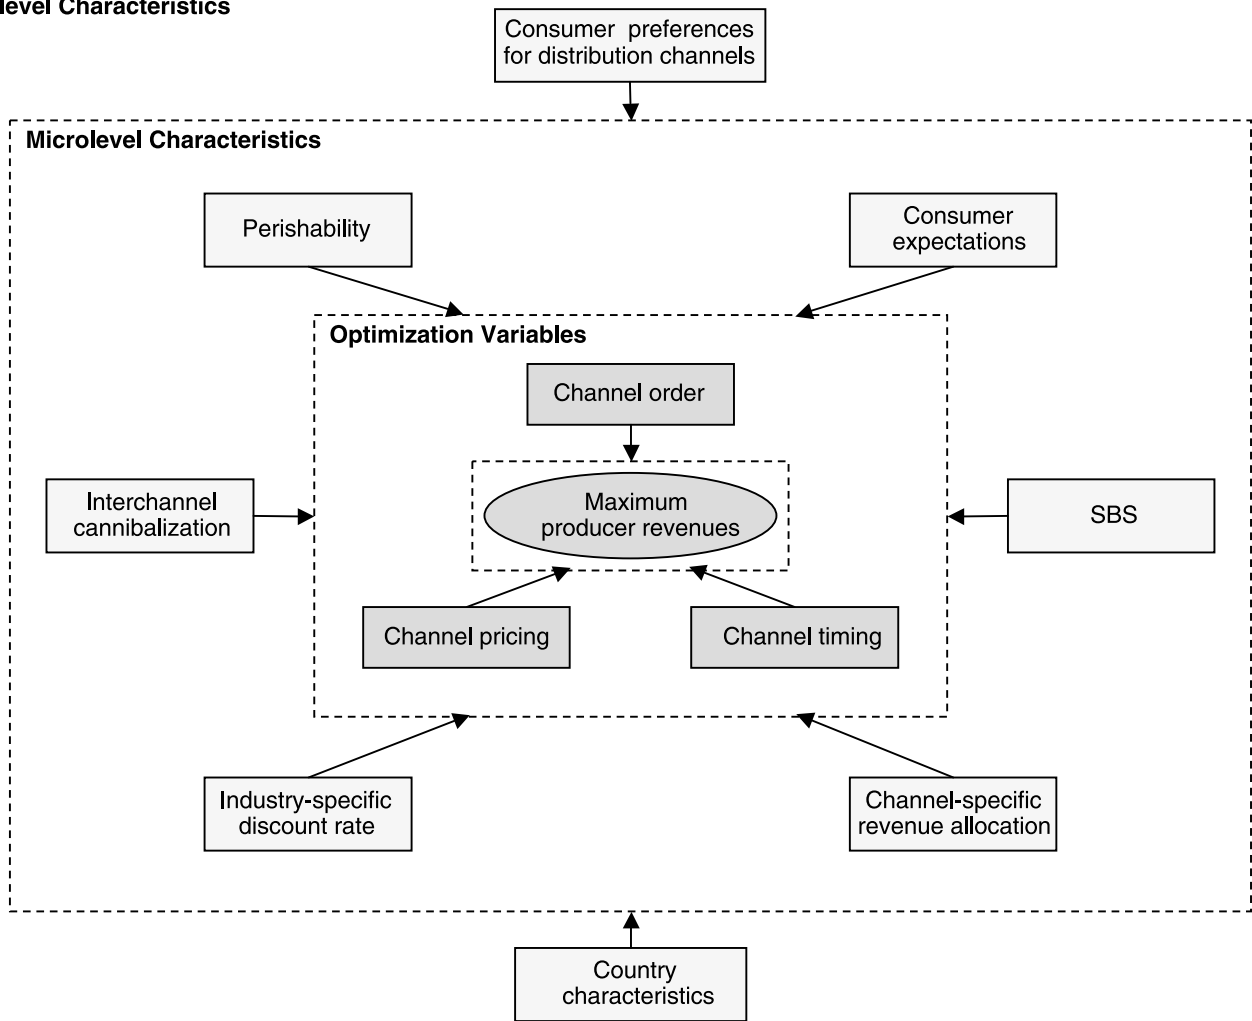 level Characteristics
Consumer preferences
for distribution channels
Microlevel Characteristics
Perishability
Consumer
expectations
Optimization Variables
Channel order
Interchannel
cannibalization
Maximum
producer revenues
SBS
Channel pricing
Channel timing
Industry-specific
discount rate
Channel-specific
revenue allocation
Country
characteristics